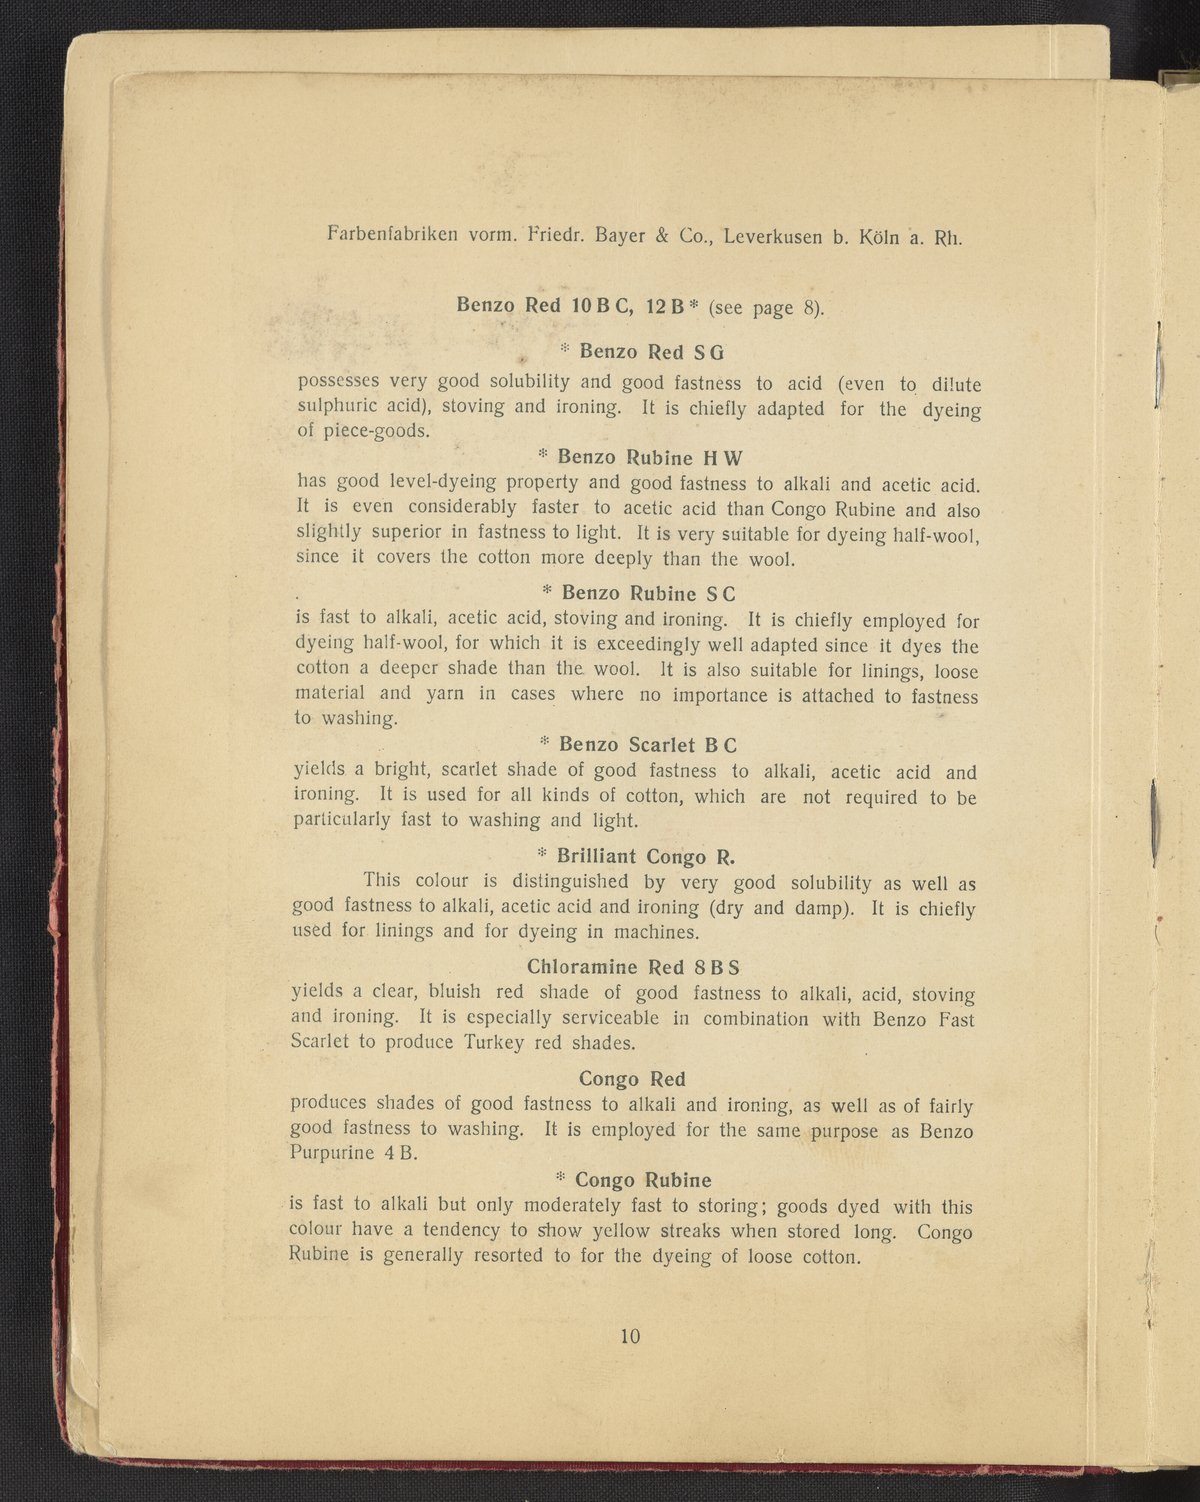 Farbenfabriken vorm. Friedr. Bayer & Co., Leverkusen b. Köln a. Rh.
Benzo Red 10 B C, 12 B * (see page 8).
* Benzo Red S G
possesses very good solubility and good fastness to acid (even to dilute
sulphuric acid), stoving and ironing. It is chiefly adapted for the dyeing
of piece-goods.
* Benzo Rubine H W
has good level-dyeing property and good fastness to alkali and acetic acid.
It is even considerably faster to acetic acid than Congo Rubine and also
slightly superior in fastness to light. It is very suitable for dyeing half-wool,
since it covers the cotton more deeply than the wool.
* Benzo Rubine S C
is fast to alkali, acetic acid, stoving and ironing. It is chiefly employed for
dyeing half-wool, for which it is exceedingly well adapted since it dyes the
cotton a deeper shade than the wool. It is also suitable for linings, loose
material and yarn in cases where no importance is attached to fastness
to washing.
* Benzo Scarlet B C
yields a bright, scarlet shade of good fastness to alkali, acetic acid and
ironing. It is used for all kinds of cotton, which are not required to be
particularly fast to washing and light.
* Brilliant Congo R.
This colour is distinguished by very good solubility as well as
good fastness to alkali, acetic acid and ironing (dry and damp). It is chiefly
used for linings and for dyeing in machines.
Chloramine Red 8 B S
yields a clear, bluish red shade of good fastness to alkali, acid, stoving
and ironing. It is especially serviceable in combination with Benzo Fast
Scarlet to produce Turkey red shades.
Congo Red
produces shades of good fastness to alkali and ironing, as well as of fairly
good fastness to washing. It is employed for the same purpose as Benzo
Purpurine 4 B.
* Congo Rubine
is fast to alkali but only moderately fast to storing; goods dyed with this
colour have a tendency to show yellow streaks when stored long. Congo
Rubine is generally resorted to for the dyeing of loose cotton.
10